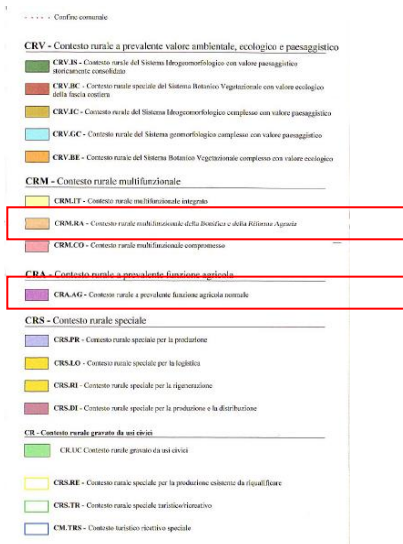 Confine comunale
CRV - Contesto rurale a prevalente valore ambientale, ecologico e paesaggistico
CRV.IS - Contesto rurale del Sistema Idrogeomorfologico con valore paesaggistico
storicamente consolidato
CRV.BC - Contesto rurale speciale del Sistema Botanico Vegetazionale con valore ecologico
della fascia costiera
CRV.IC - Contesto rurale del Sistema Idrogeomorfologico complesso con valore paesaggistico
CRV.GC - Contesto rurale del Sistema geomorfologico complesso con valore paesaggistico
CRV.BE - Contesto rurale del Sistema Botanico Vegetazionale complesso con valore ecologico
CRM - Contesto rurale multifunzionale
CRM.IT - Contesto rurale multifunzionale integrato
CRM.RA - Contesto rurale multifunzionale della Bonifica e della Riforma Agraria
CRM.CO - Contesto rurale multifunzionale compromesso
CRA - Contesto rurale a prevalente funzione agricola
CRA.AG - Contesto rurale a prevalente funzione agricola normale
CRS - Contesto rurale speciale
CRS.PR - Contesto rurale speciale per la produzione
CRS.LO - Contesto rurale speciale per la logistica
CRS.RI - Contesto rurale speciale per la rigenerazione
CRS.DI - Contesto rurale speciale per la produzione e la distribuzione
CR - Contesto rurale gravato da usi civici
CR.UC Contesto rurale gravato da usi civici
CRS.RE - Contesto rurale speciale per la produzione esistente da riqualificare
CRS.TR - Contesto rurale speciale turistico/ricreativo
CM.TRS - Contesto turistico ricettivo speciale